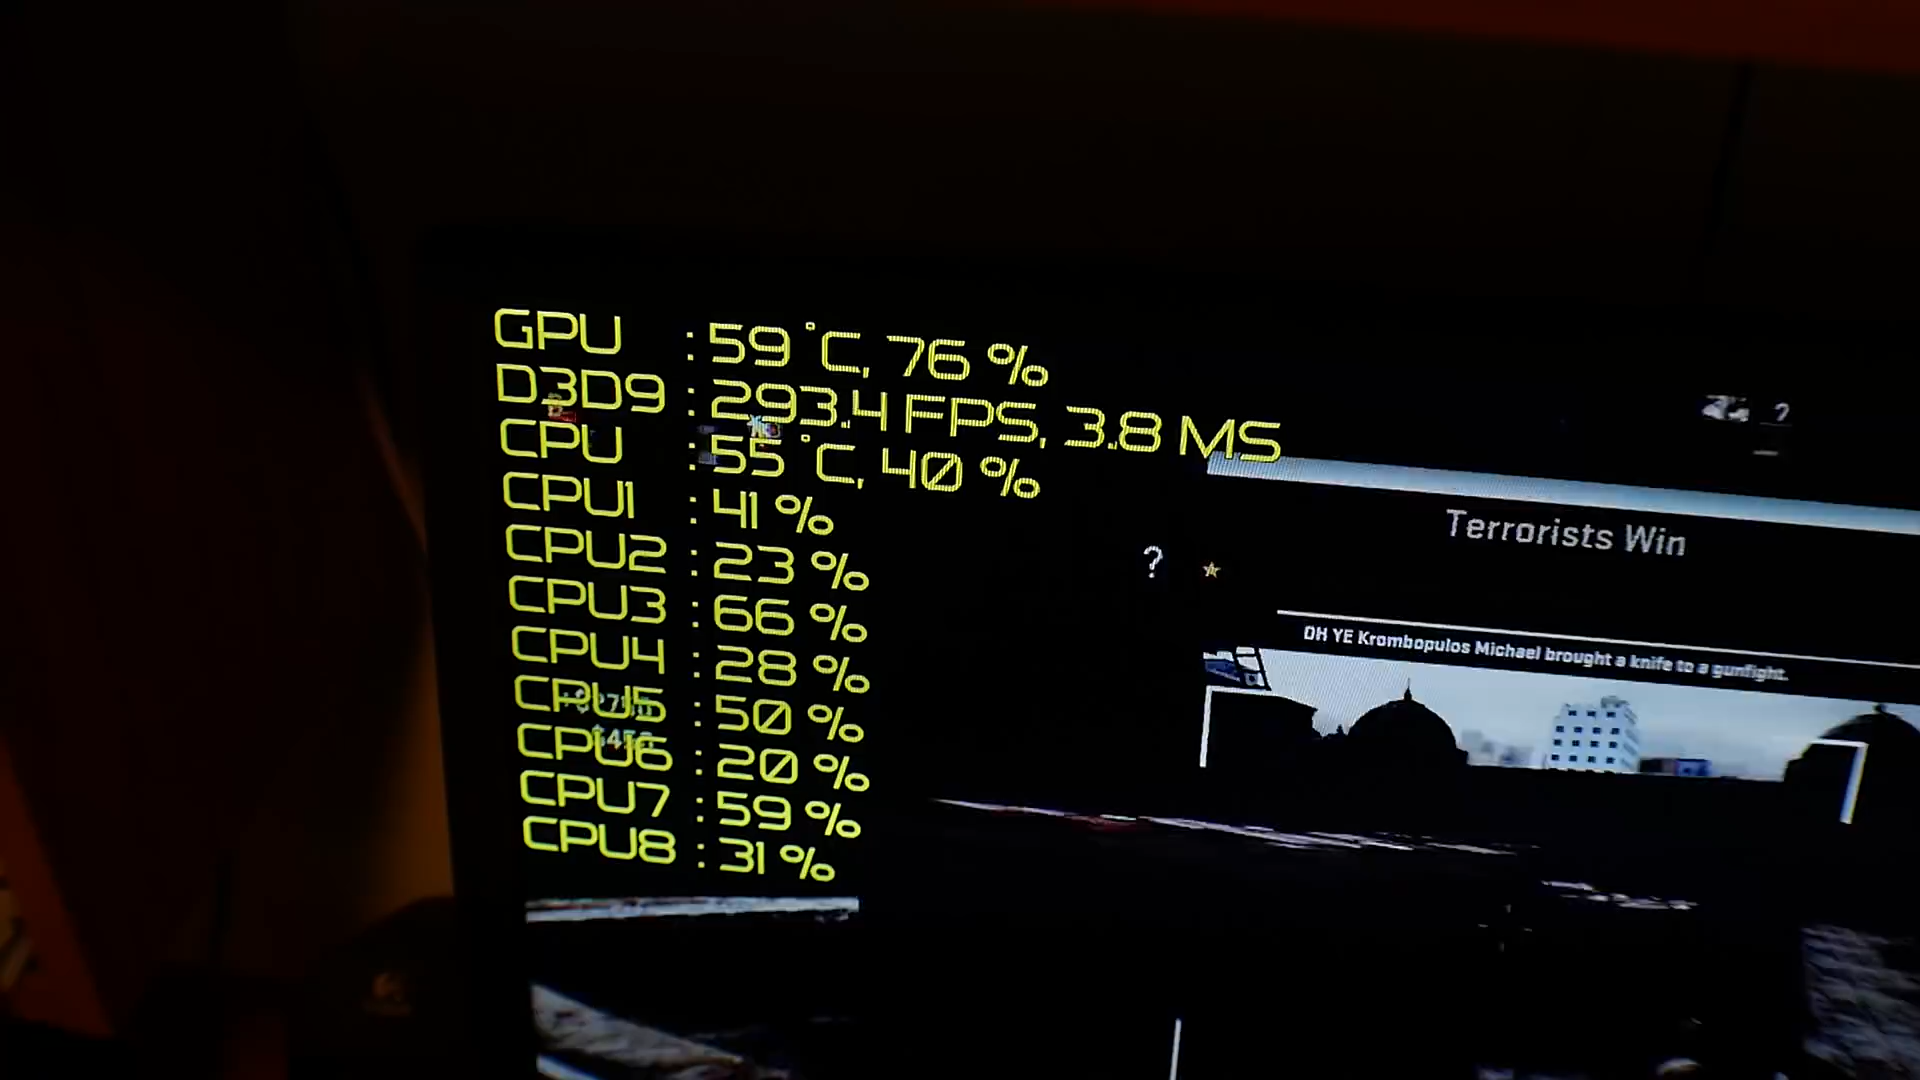 GPU : 59 °C, 76 %
D3D9 : 293.4 FPS, 3.8 MS
CPU : 55 °C, 40 %
CPU1 : 41 %
CPU2 : 23 %
CPU3 : 66 %
CPU4 : 28 %
CPU5 : 50 %
CPU6 : 20 %
CPU7 : 59 %
CPU8 : 31 %
?
Terrorists Win
? 
OH YE Krombopulos Michael brought a knife to a gunfight.